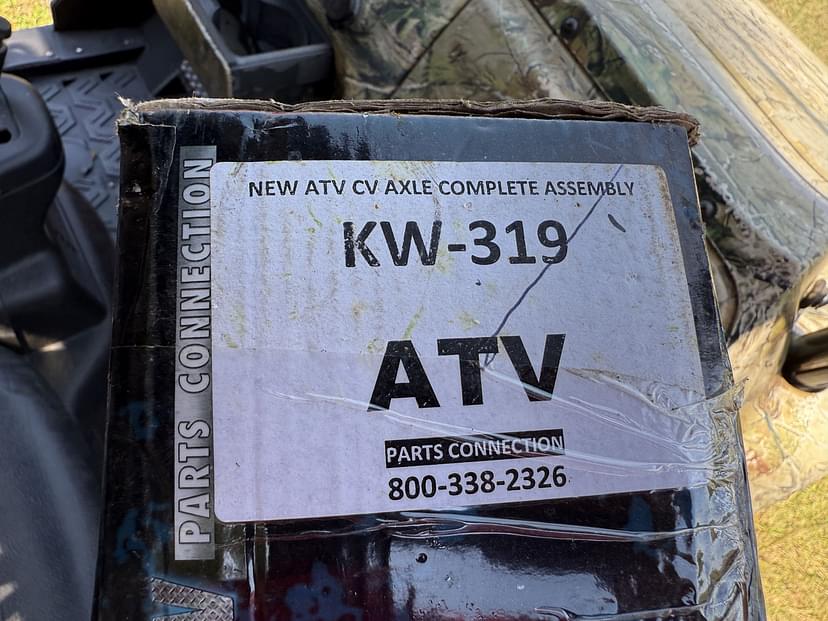 NEW ATV CV AXLE COMPLETE ASSEMBLY
KW-319
ATV
PARTS CONNECTION
800-338-2326
PARTS CONNECTION